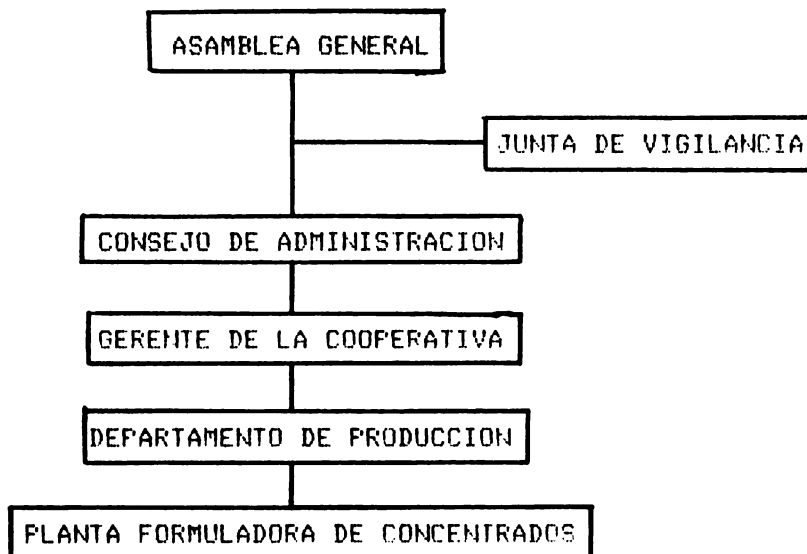 ASAMBLEA GENERAL
JUNTA DE VIGILANCIA
CONSEJO DE ADMINISTRACION
GERENTE DE LA COOPERATIVA
DEPARTAMENTO DE PRODUCCION
PLANTA FORMULADORA DE CONCENTRADOS